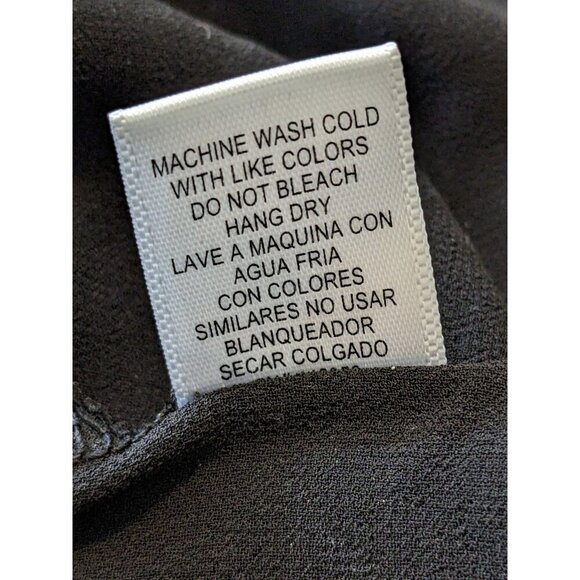 MACHINE WASH COLD
WITH LIKE COLORS
DO NOT BLEACH
HANG DRY
LAVE A MAQUINA CON
AGUA FRIA
CON COLORES
SIMILARES NO USAR
BLANQUEADOR
SECAR COLGADO